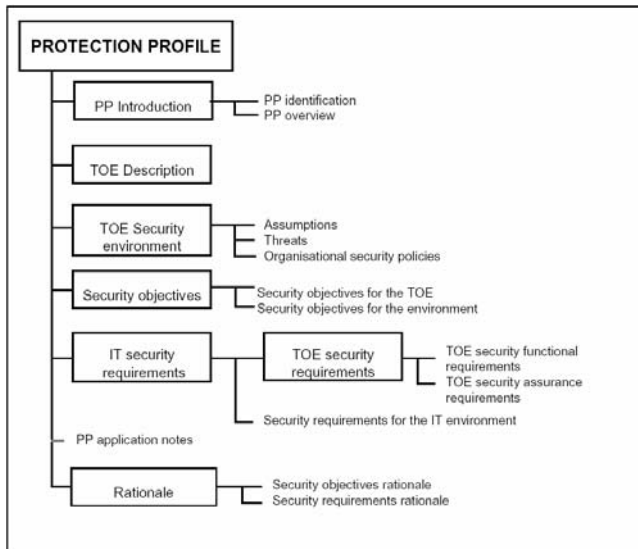 PROTECTION PROFILE
PP Introduction
PP identification
PP overview
TOE Description
TOE Security
environment
Assumptions
Threats
Organisational security policies
Security objectives
Security objectives for the TOE
Security objectives for the environment
IT security
requirements
TOE security
requirements
TOE security functional
requirements
TOE security assurance
requirements
Security requirements for the IT environment
PP application notes
Rationale
Security objectives rationale
Security requirements rationale